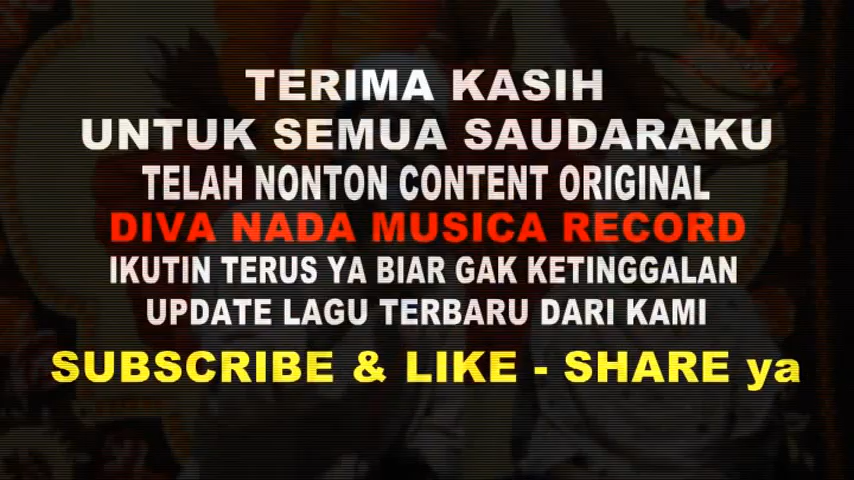 TERIMA KASIH
UNTUK SEMUA SAUDARAKU
TELAH NONTON CONTENT ORIGINAL
DIVA NADA MUSICA RECORD
IKUTIN TERUS YA BIAR GAK KETINGGALAN
UPDATE LAGU TERBARU DARI KAMI
SUBSCRIBE & LIKE - SHARE ya